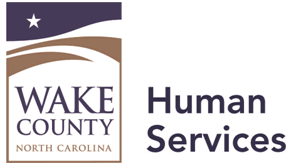 WAKE
COUNTY
NORTH CAROLINA
Human
Services